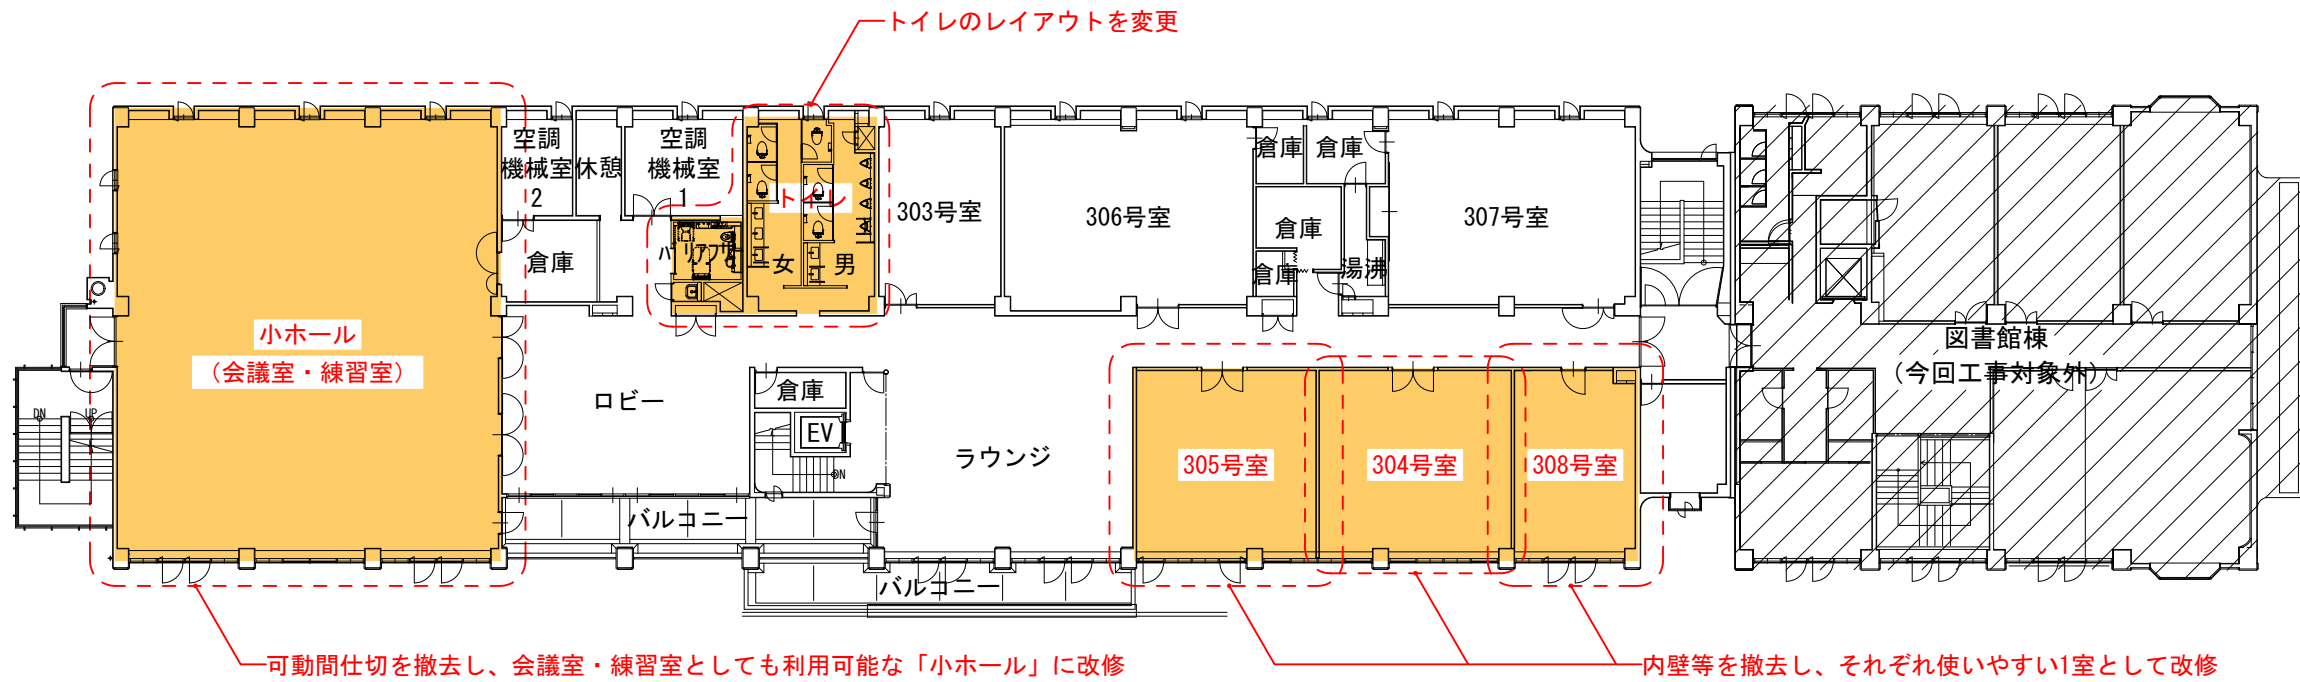 トイレのレイアウトを変更
空調
機械室
2
休憩
空調
機械室
1
トイレ
倉庫
バリアフリー
女
男
303号室
306号室
倉庫
倉庫
倉庫
倉庫
湯沸
307号室
小ホール
(会議室・練習室)
図書館棟
(今回工事対象外)
DN
UP
ロビー
倉庫
EV
DN
ラウンジ
305号室
304号室
308号室
バルコニー
バルコニー
可動間仕切を撤去し、会議室・練習室としても利用可能な「小ホール」に改修
内壁等を撤去し、それぞれ使いやすい1室として改修